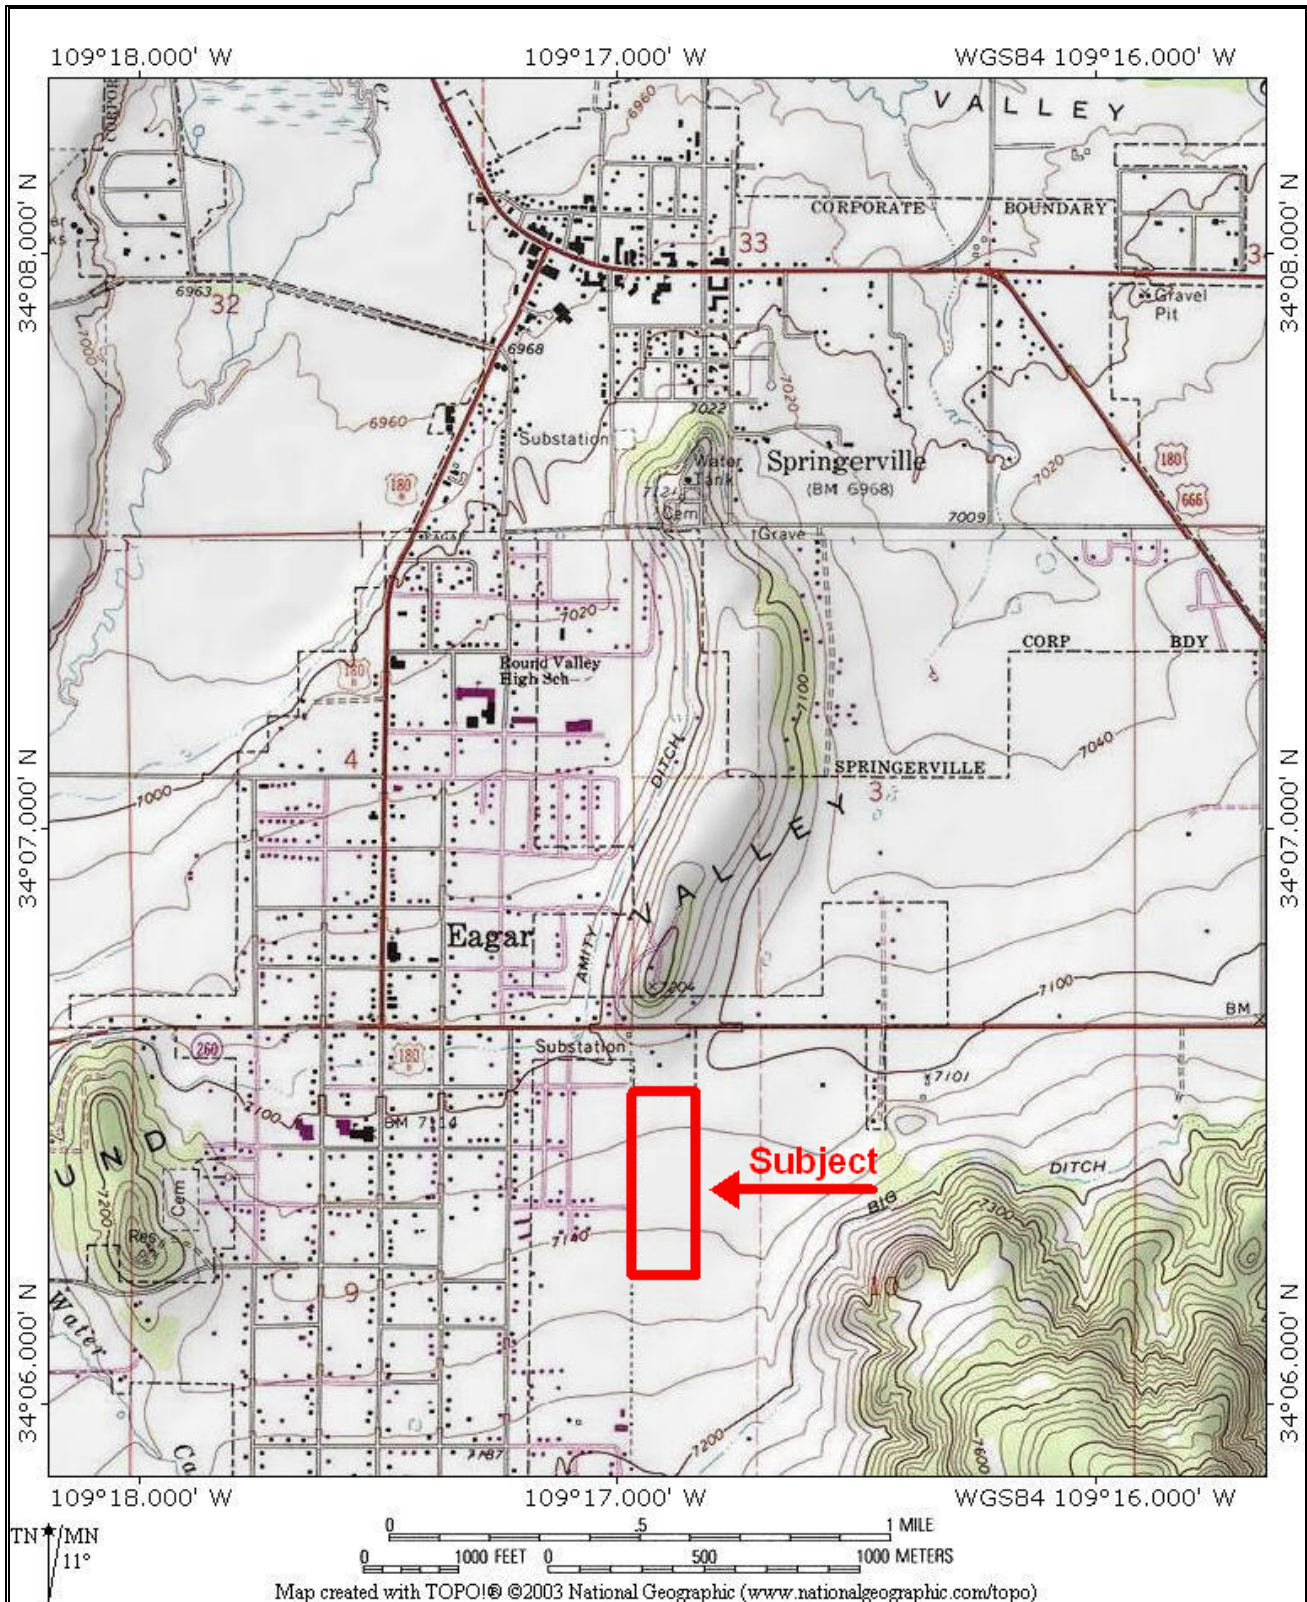 109°18.000' W 109°17.000' W WGS84 109°16.000' W
VALLEY
6960
CORPORATE BOUNDARY
33
34°08.000' N
34°08.000' N
6963
32
Gravel
Pit
7000
6968
7020
6960
7022
Substation
Water
Tank
Springerville
(BM 6968)
180
7020
180
666
Cem
7009
Grave
7020
CORP BDY
180
Round Valley
High Sch
7100
DITCH
7040
4
SPRINGERVILLE
3
7000
34°07.000' N
34°07.000' N
VALLEY
Eagar
AMITY
7204
7100
BM
260
180
Substation
7101
7100
UND
Subject
DITCH
BIG
7200
Cem
7300
Res
7140
9
10
Water
34°06.000' N
34°06.000' N
Ca
7187
7200
7600
109°18.000' W 109°17.000' W WGS84 109°16.000' W
TN MN
11°
0 .5 1 MILE
0 1000 FEET 0 500 1000 METERS
Map created with TOPO!® ©2003 National Geographic (www.nationalgeographic.com/topo)